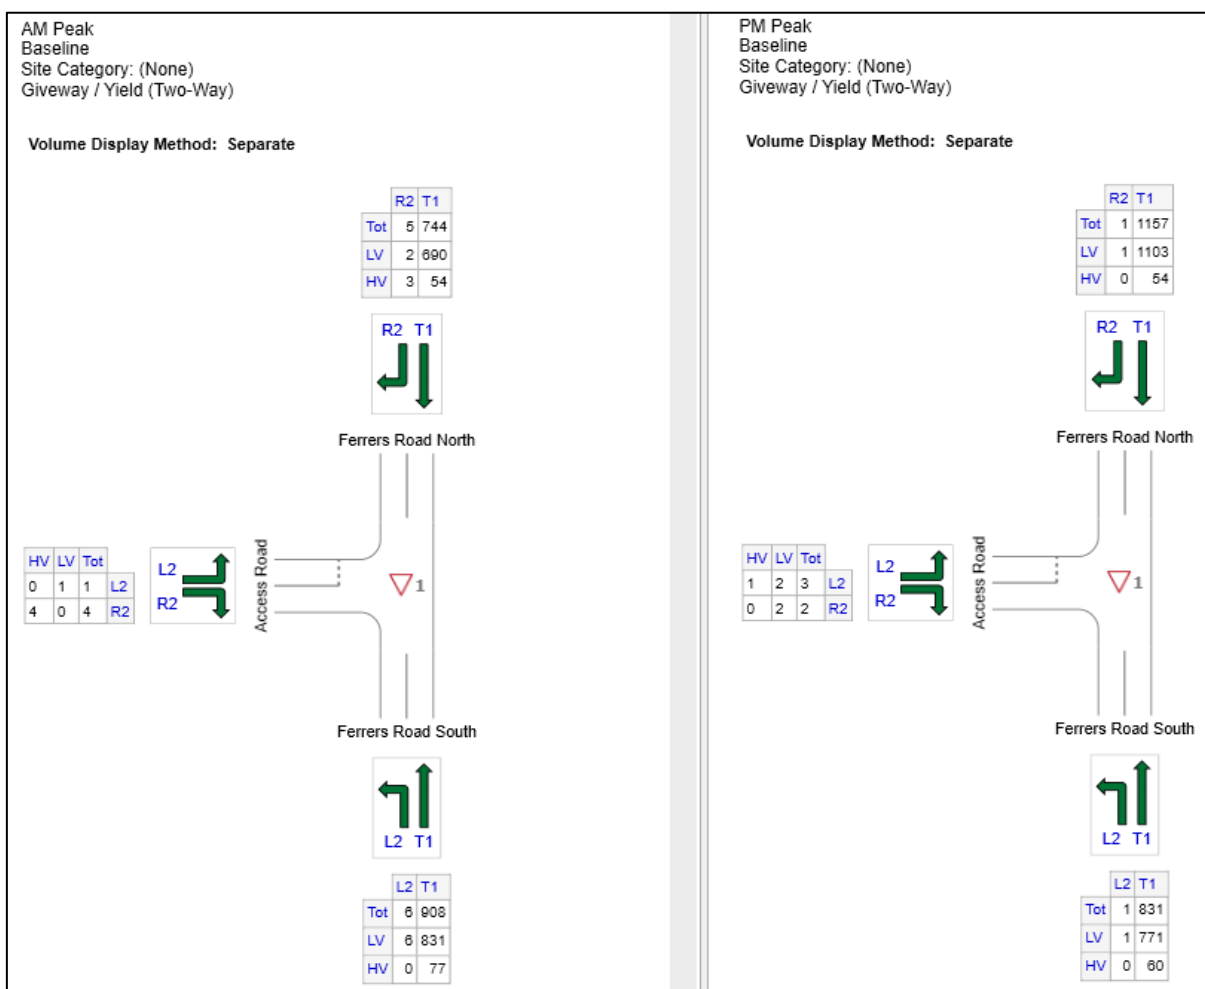 AM Peak
Baseline
Site Category: (None)
Giveway / Yield (Two-Way)
Volume Display Method: Separate
R2 T1
Tot 5 744
LV 2 690
HV 3 54
R2 T1
Ferrers Road North
HV LV Tot
0 1 1 L2
4 0 4 R2
L2
R2
Access Road
1
Ferrers Road South
L2 T1
L2 T1
Tot 6 908
LV 6 831
HV 0 77
PM Peak
Baseline
Site Category: (None)
Giveway / Yield (Two-Way)
Volume Display Method: Separate
R2 T1
Tot 1 1157
LV 1 1103
HV 0 54
R2 T1
Ferrers Road North
HV LV Tot
1 2 3 L2
0 2 2 R2
L2
R2
Access Road
1
Ferrers Road South
L2 T1
L2 T1
Tot 1 831
LV 1 771
HV 0 60